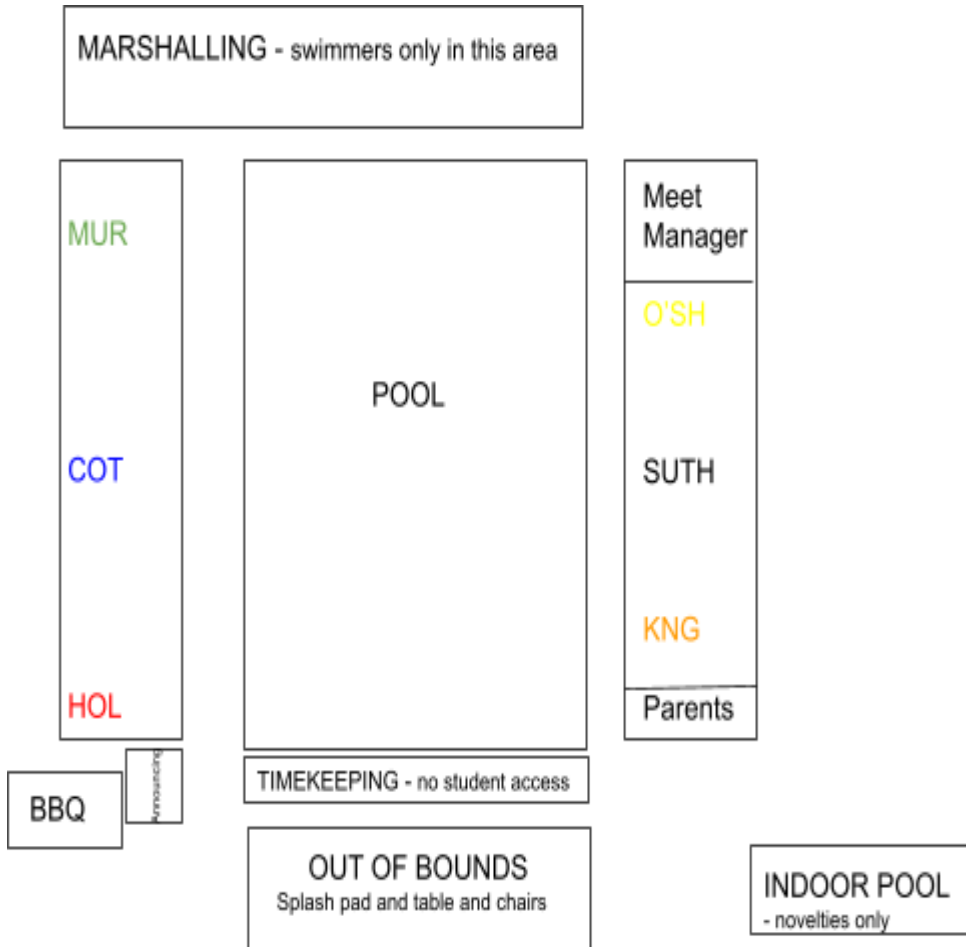 MARSHALLING - swimmers only in this area
MUR
COT
HOL
POOL
Meet
Manager
O'SH
SUTH
KNG
Parents
Announcing
BBQ
TIMEKEEPING - no student access
OUT OF BOUNDS
Splash pad and table and chairs
INDOOR POOL
- novelties only